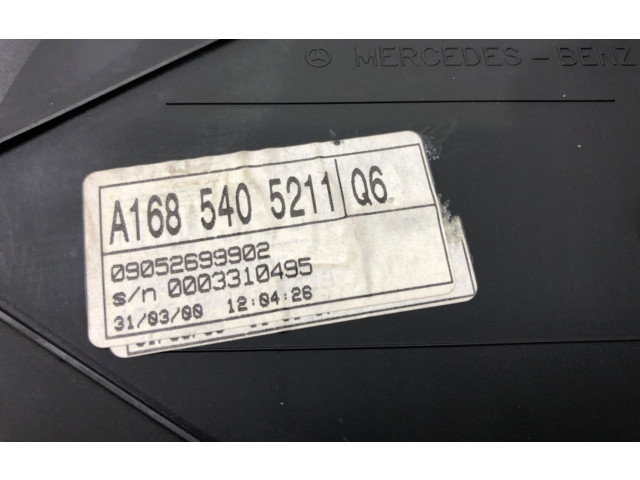 MERCEDES - BENZ
A168 540 5211 Q6
09052699902
s/n 0003310495
31/03/00 12:04:26